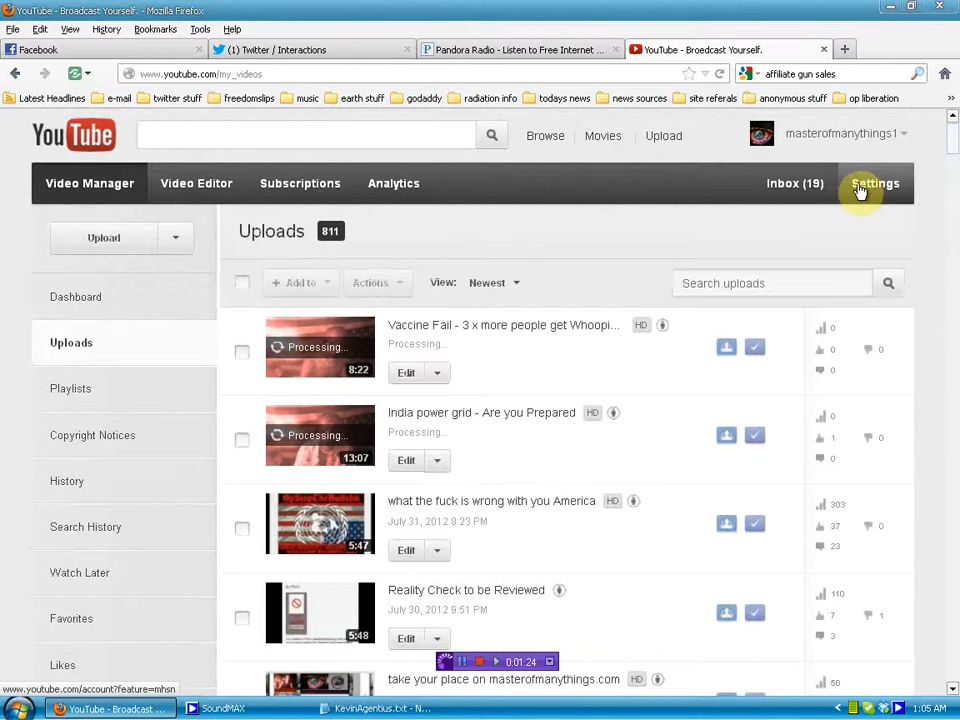 YouTube - Broadcast Yourself. - Mozilla Firefox
File Edit View History Bookmarks Tools Help
Facebook × (1) Twitter / Interactions × Pandora Radio - Listen to Free Internet ... × YouTube - Broadcast Yourself. × +
www.youtube.com/my_videos affiliate gun sales
Latest Headlines e-mail twitter stuff freedomslips music earth stuff godaddy radiation info todays news news sources site referals anonymous stuff op liberation »
YouTube Browse Movies Upload masterofmanythings1
Video Manager Video Editor Subscriptions Analytics Inbox (19) Settings
Upload Uploads 811
+ Add to Actions View: Newest Search uploads
Dashboard
Uploads
Playlists
Copyright Notices
History
Search History
Watch Later
Favorites
Likes
Vaccine Fail - 3 x more people get Whoopi... HD 0
Processing... Processing... 0 0
8:22 Edit 0
India power grid - Are you Prepared HD 0
Processing... Processing... 1 0
13:07 Edit 0
what the fuck is wrong with you America HD 303
July 31, 2012 8:23 PM 37 0
5:47 Edit 23
Reality Check to be Reviewed 110
July 30, 2012 9:51 PM 7 1
5:48 Edit 3
0:01:24
take your place on masterofmanythings.com HD 50
www.youtube.com/account?feature=mhsn
YouTube - Broadcast ... SoundMAX KevinAgentius.txt - N... 1:05 AM